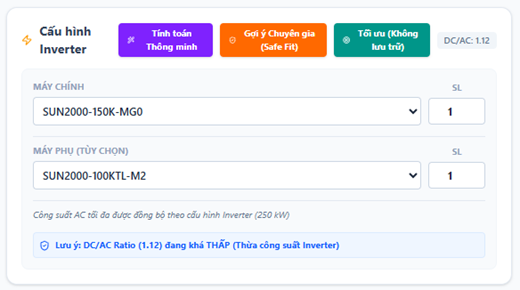 Cấu hình
Inverter
Tính toán
Thông minh
Gợi ý Chuyên gia
(Safe Fit)
Tối ưu (Không
lưu trữ)
DC/AC: 1.12
MÁY CHÍNH
SL
SUN2000-150K-MG0
1
MÁY PHỤ (TÙY CHỌN)
SL
SUN2000-100KTL-M2
1
Công suất AC tối đa được đồng bộ theo cấu hình Inverter (250 kW)
Lưu ý: DC/AC Ratio (1.12) đang khá THẤP (Thừa công suất Inverter)